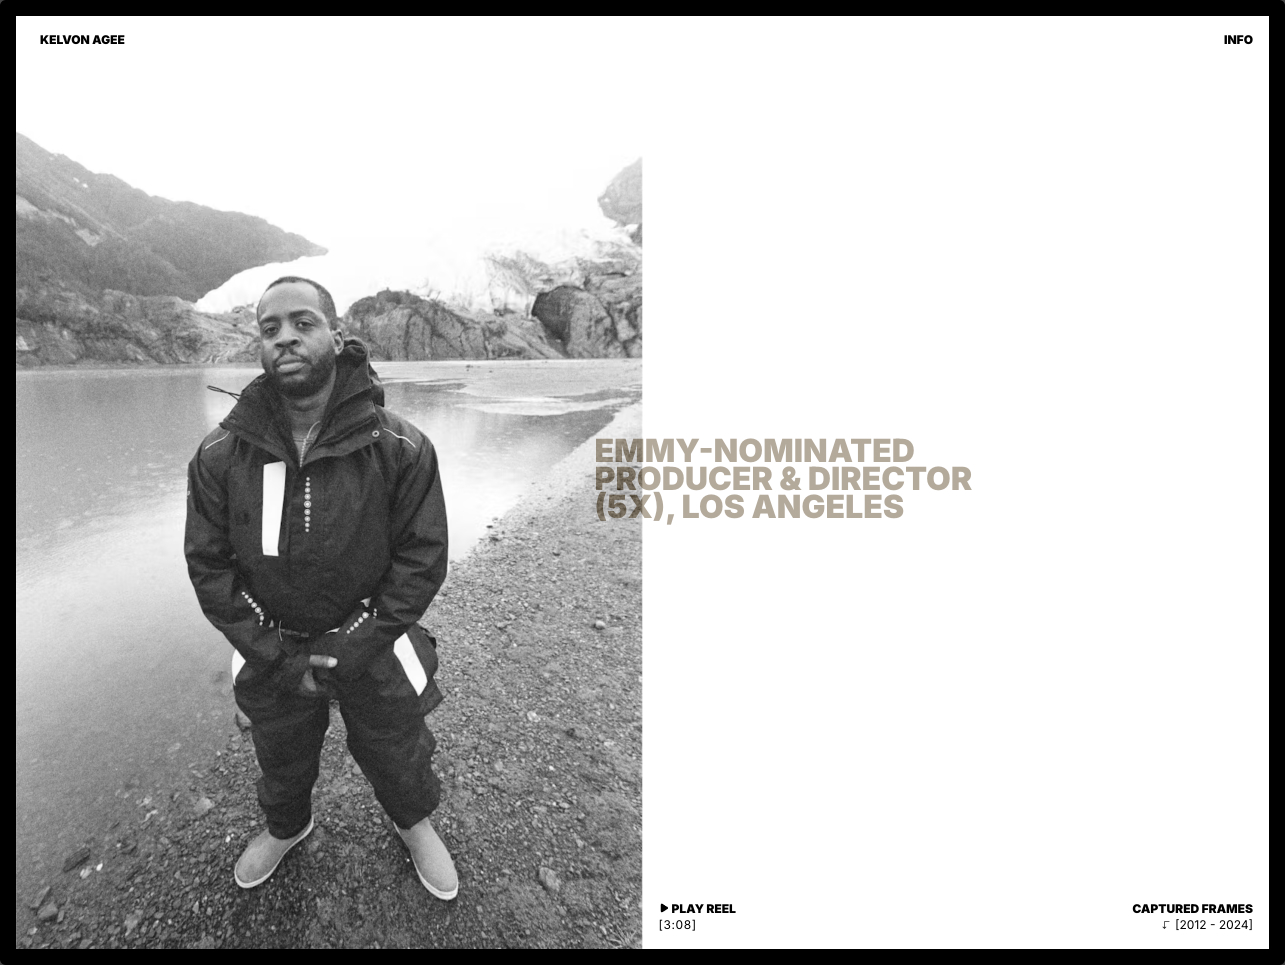 KELVON AGEE
INFO
EMMY-NOMINATED
PRODUCER & DIRECTOR
(5X), LOS ANGELES
PLAY REEL
[3:08]
CAPTURED FRAMES
[2012 - 2024]